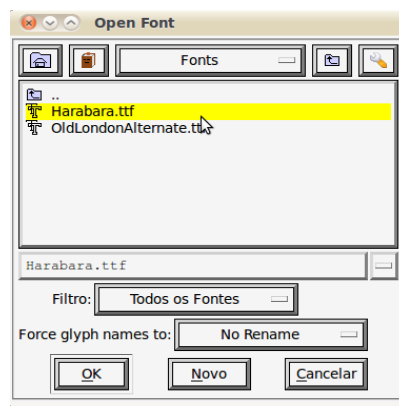 Open Font
Fonts
..
Harabara.ttf
OldLondonAlternate.ttf
Harabara.ttf
Filtro: Todos os Fontes
Force glyph names to: No Rename
OK Novo Cancelar